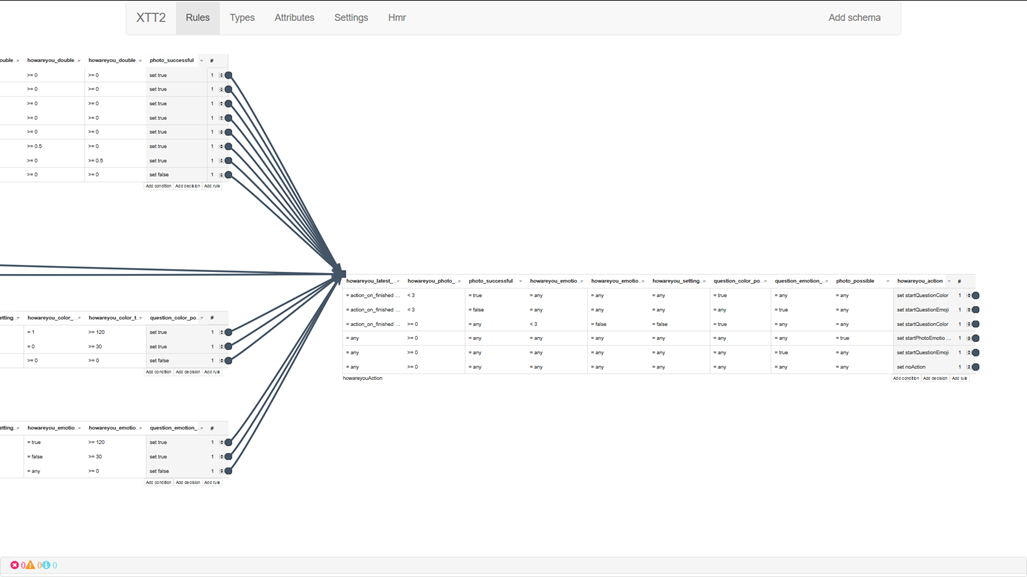 XTT2 Rules Types Attributes Settings Hmr Add schema
ouble.. howareyou_double howareyou_double.. photo_successful #
>= 0 >= 0 set true 1
>= 0 >= 0 set true 1
>= 0 >= 0 set true 1
>= 0 >= 0 set true 1
>= 0 >= 0 set true 1
>= 0.5 >= 0 set true 1
>= 0 >= 0.5 set true 1
>= 0 >= 0 set false 1
Add condition Add decision Add rule
howareyou_latest_.. howareyou_photo_.. photo_successful howareyou_emotio.. howareyou_emotio.. howareyou_setting.. question_color_po.. question_emotion_.. photo_possible howareyou_action #
= action_on_finished ... < 3 = true = any = any = any = true = any = any set startQuestionColor 1
= action_on_finished ... < 3 = false = any = any = any = any = true = any set startQuestionEmoji 1
= action_on_finished ... >= 0 = any < 3 = false = false = true = any = any set startQuestionColor 1
= any >= 0 = any = any = any = any = any = any = true set startPhotoEmotio ... 1
= any >= 0 = any = any = any = any = any = true = any set startQuestionEmoji 1
= any >= 0 = any = any = any = any = any = any = any set noAction 1
howareyouAction Add condition Add decision Add rule
etting.. howareyou_color_.. howareyou_color_t.. question_color_po.. #
= 1 >= 120 set true 1
= 0 >= 30 set true 1
>= 0 >= 0 set false 1
Add condition Add decision Add rule
etting.. howareyou_emotio.. howareyou_emotio.. question_emotion_.. #
= true >= 120 set true 1
= false >= 30 set true 1
= any >= 0 set false 1
Add condition Add decision Add rule
0 0 0